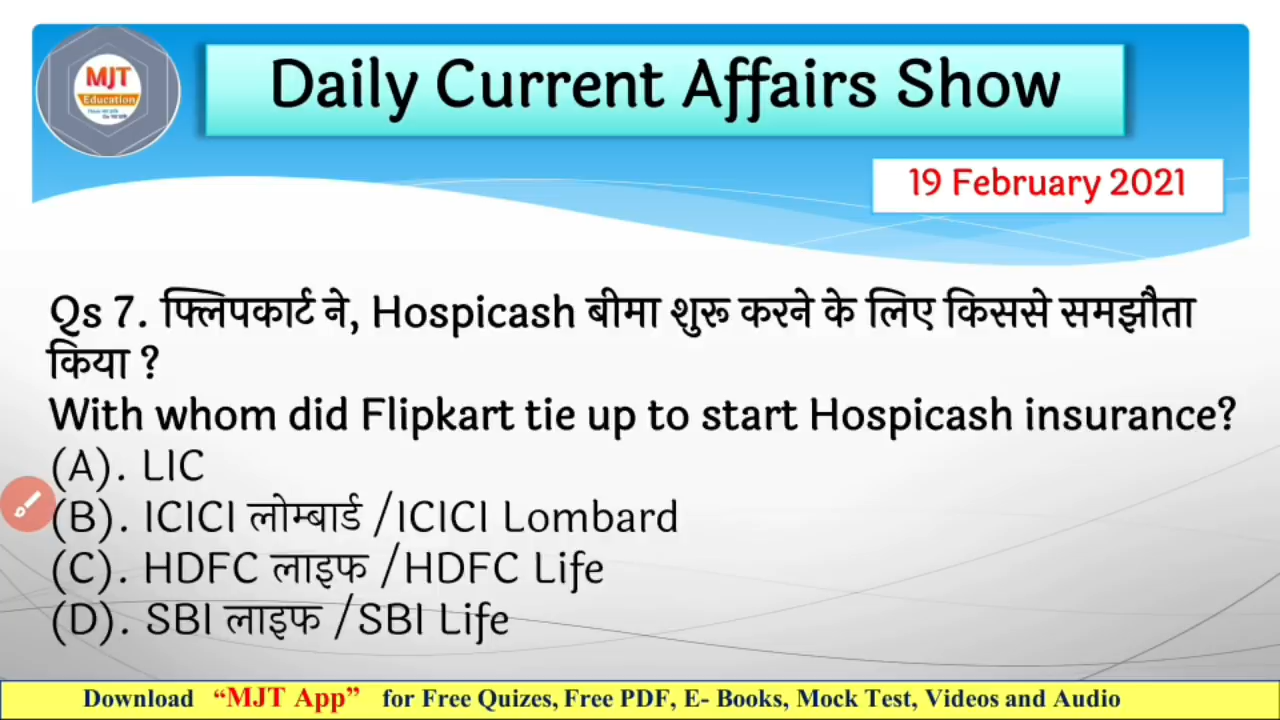 MJT
Education
Daily Current Affairs Show
19 February 2021
Qs 7. फ्लिपकार्ट ने, Hospicash बीमा शुरू करने के लिए किससे समझौता
किया ?
With whom did Flipkart tie up to start Hospicash insurance?
(A). LIC
(B). ICICI लोम्बार्ड /ICICI Lombard
(C). HDFC लाइफ /HDFC Life
(D). SBI लाइफ /SBI Life
Download “MJT App” for Free Quizes, Free PDF, E- Books, Mock Test, Videos and Audio